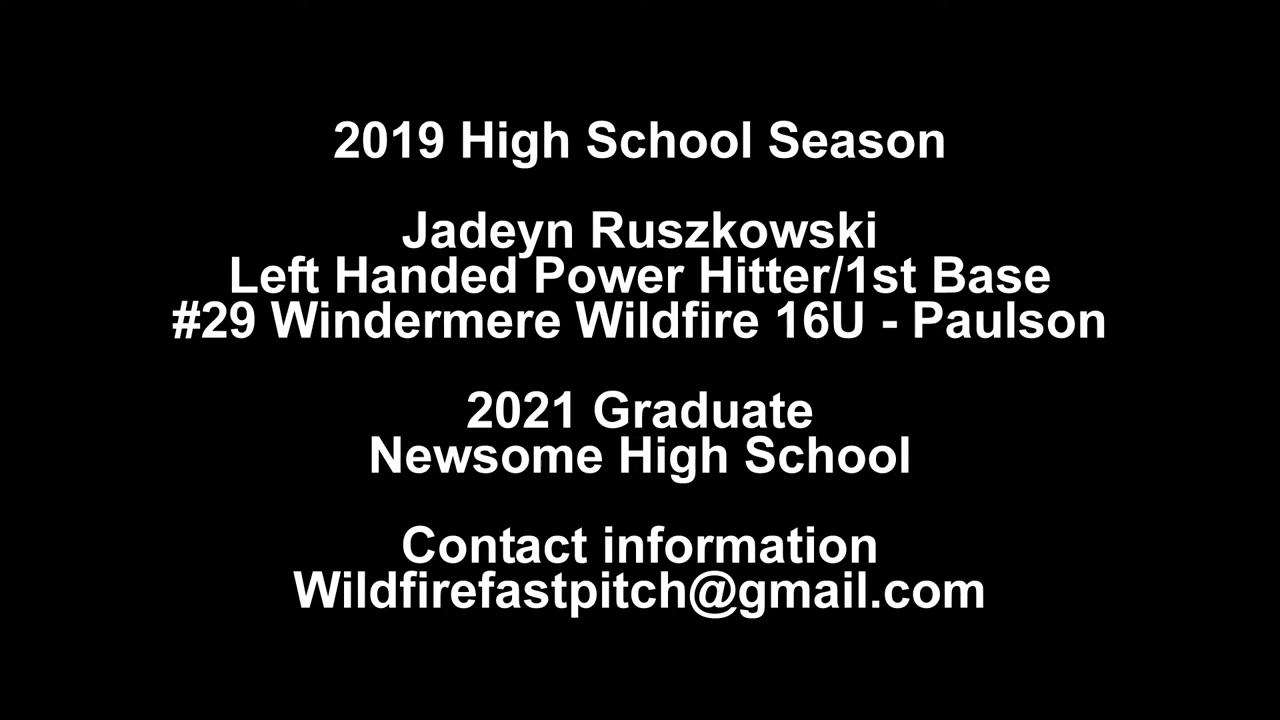 2019 High School Season
Jadeyn Ruszkowski
Left Handed Power Hitter/1st Base
#29 Windermere Wildfire 16U - Paulson
2021 Graduate
Newsome High School
Contact information
Wildfirefastpitch@gmail.com